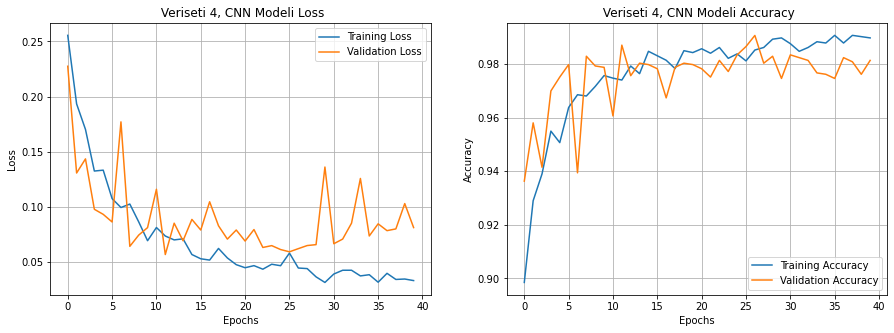 Veriseti 4, CNN Modeli Loss
Training Loss
Validation Loss
0.25
0.20
0.15
0.10
0.05
Loss
0 5 10 15 20 25 30 35 40
Epochs
Veriseti 4, CNN Modeli Accuracy
0.98
0.96
0.94
0.92
0.90
Accuracy
Training Accuracy
Validation Accuracy
0 5 10 15 20 25 30 35 40
Epochs